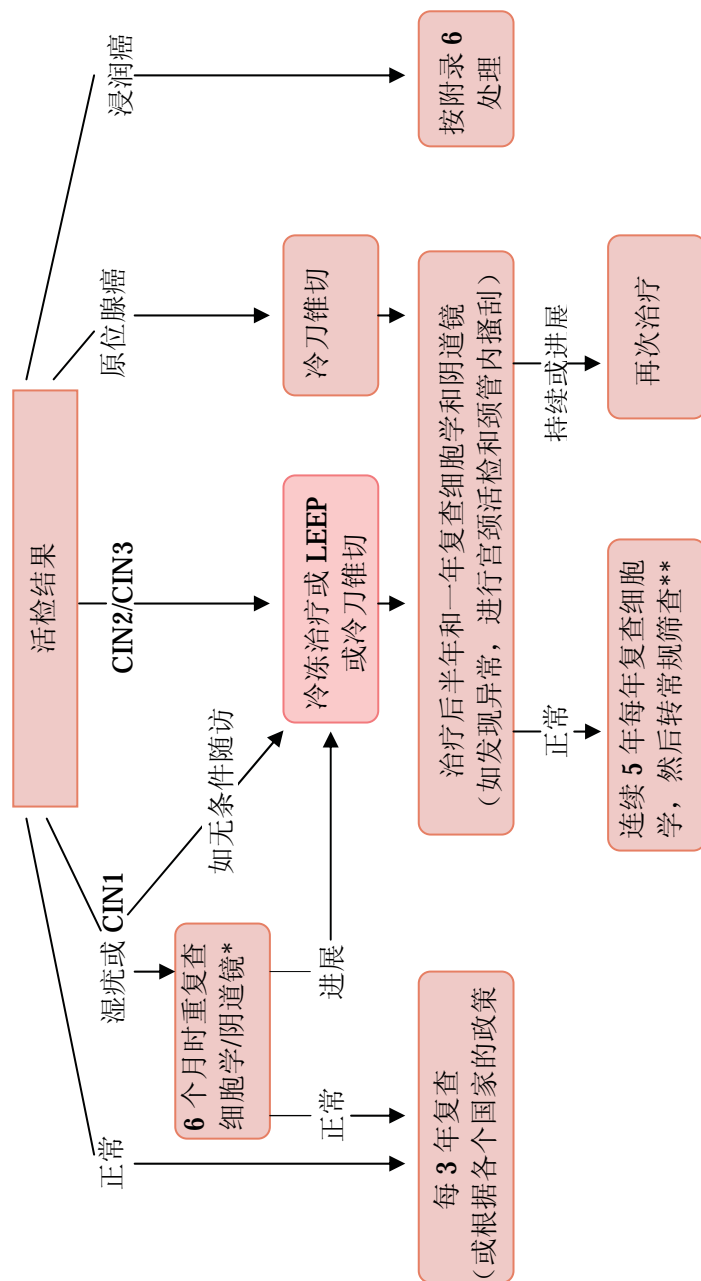 活检结果
正常
湿疣或 CIN1
CIN2/CIN3
原位腺癌
浸润癌
6 个月时重复查
细胞学/阴道镜*
如无条件随访
冷冻治疗或 LEEP
或冷刀锥切
冷刀锥切
正常
进展
每 3 年复查
（或根据各个国家的政策
治疗后半年和一年复查细胞学和阴道镜
（如发现异常，进行宫颈活检和颈管内搔刮）
按附录 6
处理
正常
持续或进展
连续 5 年每年复查细胞
学，然后转常规筛查**
再次治疗